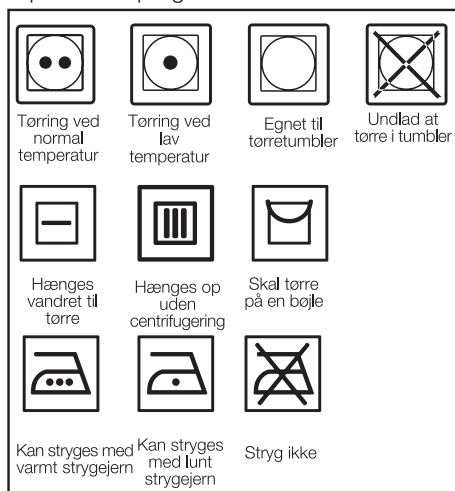 Tørring ved
normal
temperatur
Tørring ved
lav
temperatur
Egnet til
tørretumbler
Undlad at
tørre i tumbler
Hænges
vandret til
tørre
Hænges op
uden
centrifugering
Skal tørre
på en bøjle
Kan stryges med
varmt strygejern
Kan stryges
med lunt
strygejern
Stryg ikke